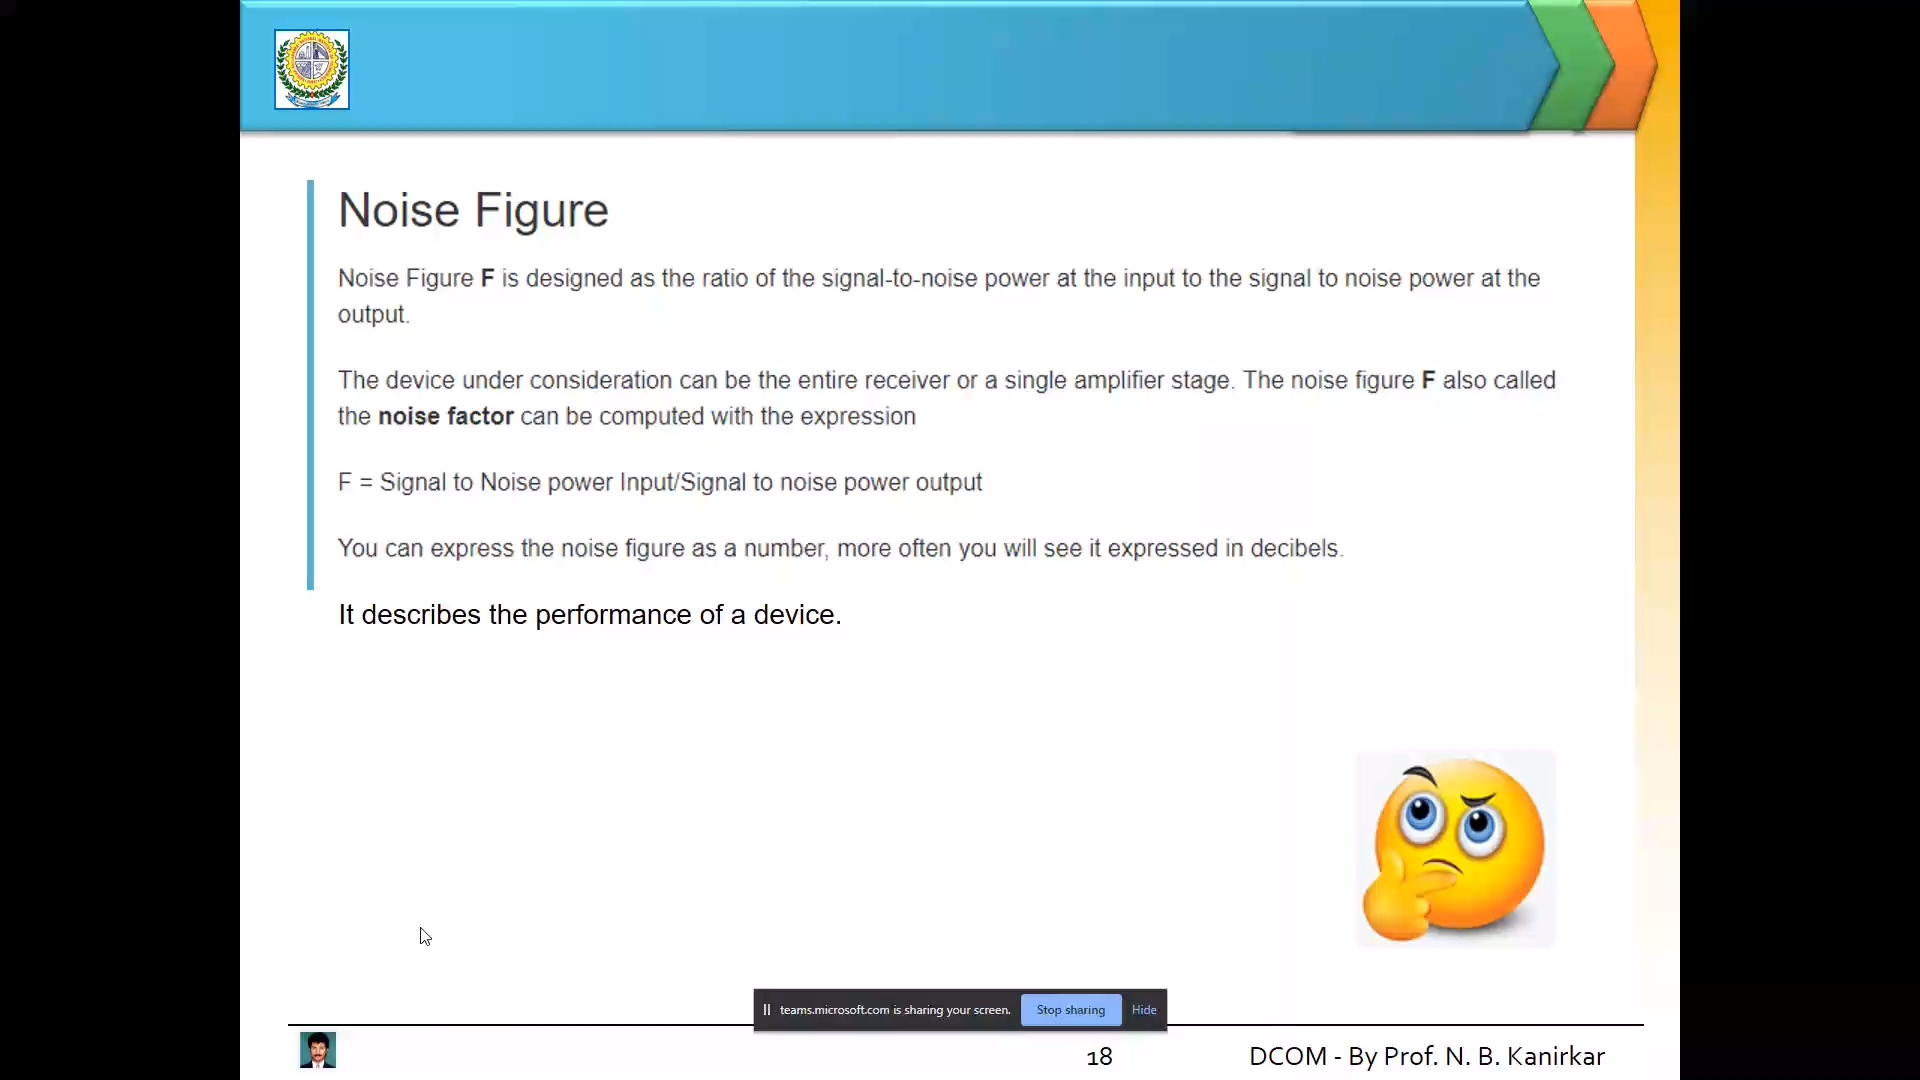 Noise Figure
Noise Figure F is designed as the ratio of the signal-to-noise power at the input to the signal to noise power at the
output.
The device under consideration can be the entire receiver or a single amplifier stage. The noise figure F also called
the noise factor can be computed with the expression
F = Signal to Noise power Input/Signal to noise power output
You can express the noise figure as a number, more often you will see it expressed in decibels.
It describes the performance of a device.
teams.microsoft.com is sharing your screen. Stop sharing Hide
18 DCOM - By Prof. N. B. Kanirkar